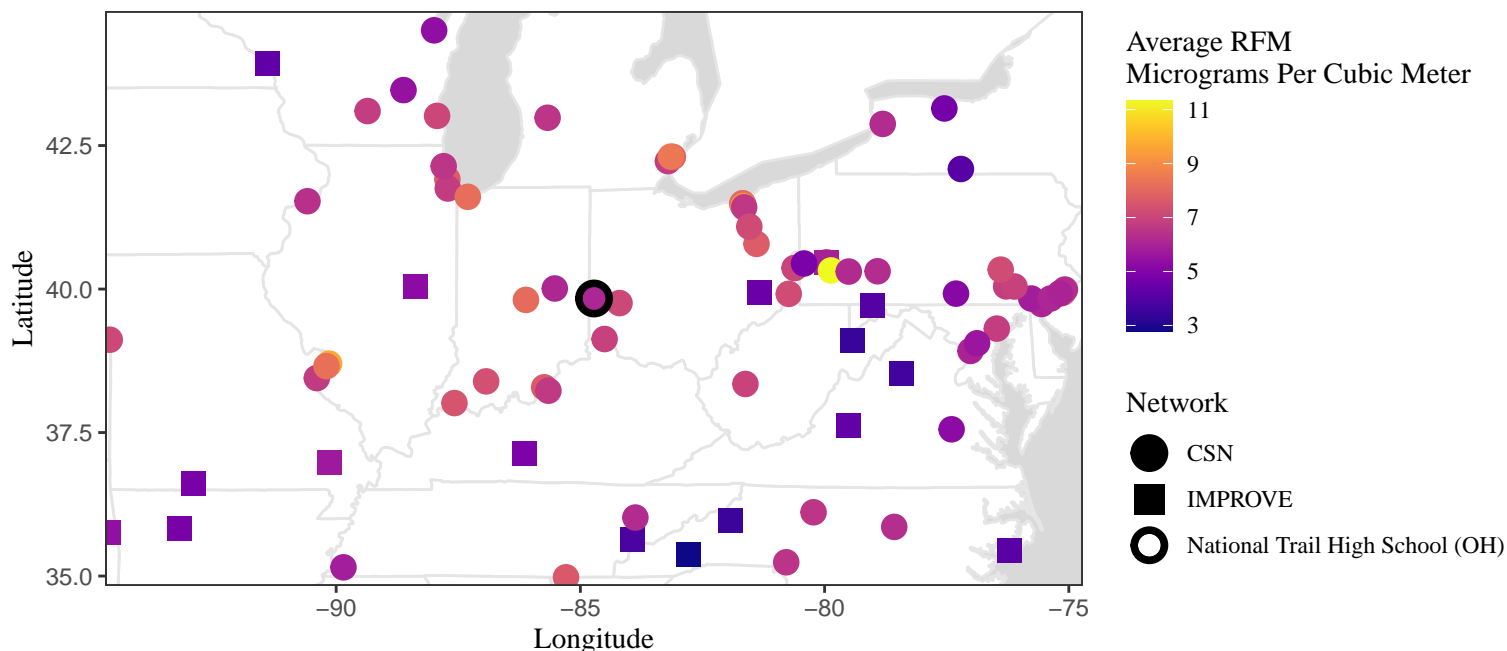 42.5
40.0
37.5
35.0
Latitude
−90
−85
−80
−75
Longitude
Average RFM
Micrograms Per Cubic Meter
11
9
7
5
3
Network
CSN
IMPROVE
National Trail High School (OH)